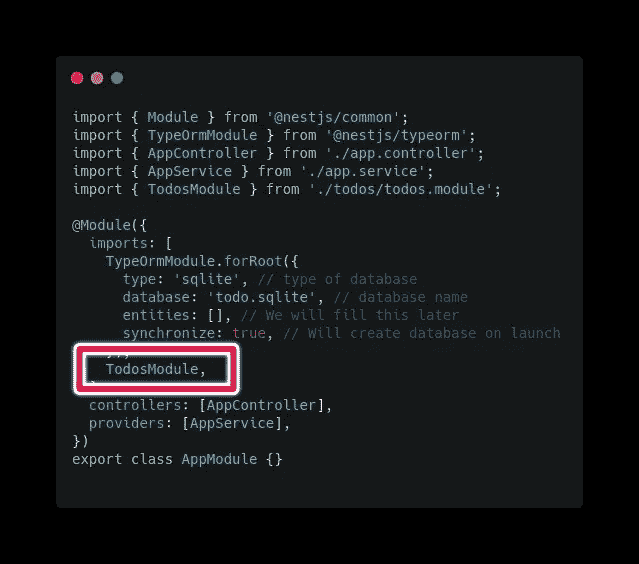 import { Module } from '@nestjs/common';
import { TypeOrmModule } from '@nestjs/typeorm';
import { AppController } from './app.controller';
import { AppService } from './app.service';
import { TodosModule } from './todos/todos.module';
@Module({
imports: [
TypeOrmModule.forRoot({
type: 'sqlite', // type of database
database: 'todo.sqlite', // database name
entities: [], // We will fill this later
synchronize: true, // Will create database on launch
TodosModule,
controllers: [AppController],
providers: [AppService],
})
export class AppModule {}